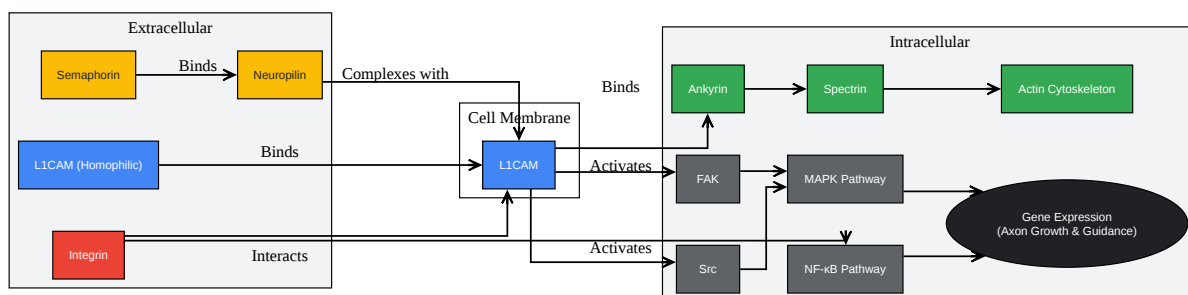 Extracellular
Intracellular
Semaphorin
Binds
Neuropilin
Complexes with
Binds
Ankyrin
Spectrin
Actin Cytoskeleton
Cell Membrane
L1CAM (Homophilic)
Binds
L1CAM
Activates
FAK
MAPK Pathway
Gene Expression
(Axon Growth & Guidance)
Integrin
Interacts
Activates
Src
NF-κB Pathway